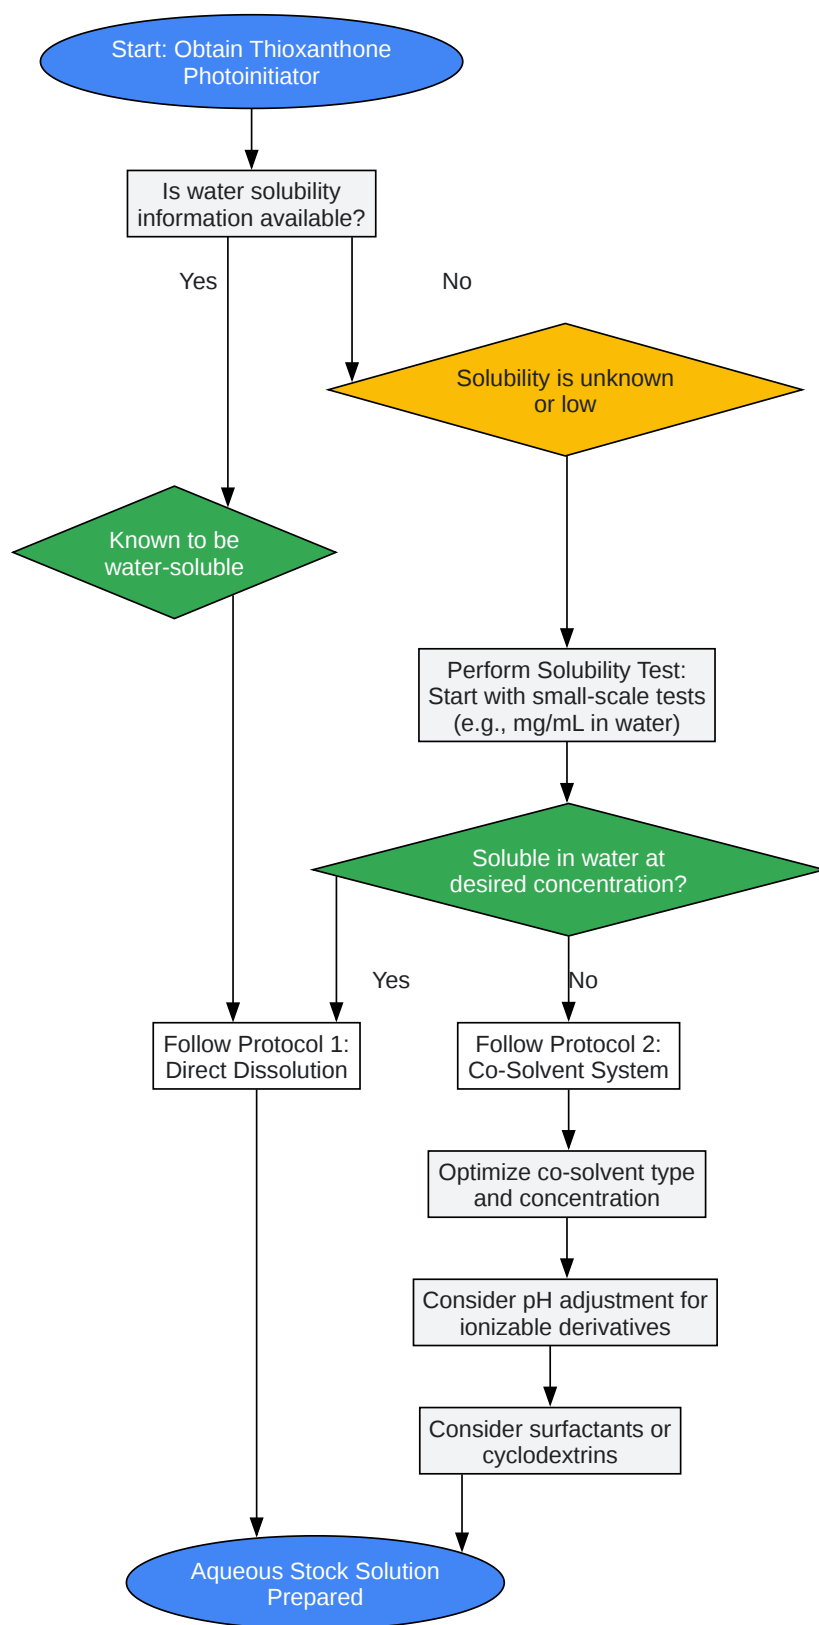 Start: Obtain Thioxanthone
Photoinitiator
Is water solubility
information available?
Yes
No
Solubility is unknown
or low
Known to be
water-soluble
Perform Solubility Test:
Start with small-scale tests
(e.g., mg/mL in water)
Soluble in water at
desired concentration?
Yes
No
Follow Protocol 1:
Direct Dissolution
Follow Protocol 2:
Co-Solvent System
Optimize co-solvent type
and concentration
Consider pH adjustment for
ionizable derivatives
Consider surfactants or
cyclodextrins
Aqueous Stock Solution
Prepared